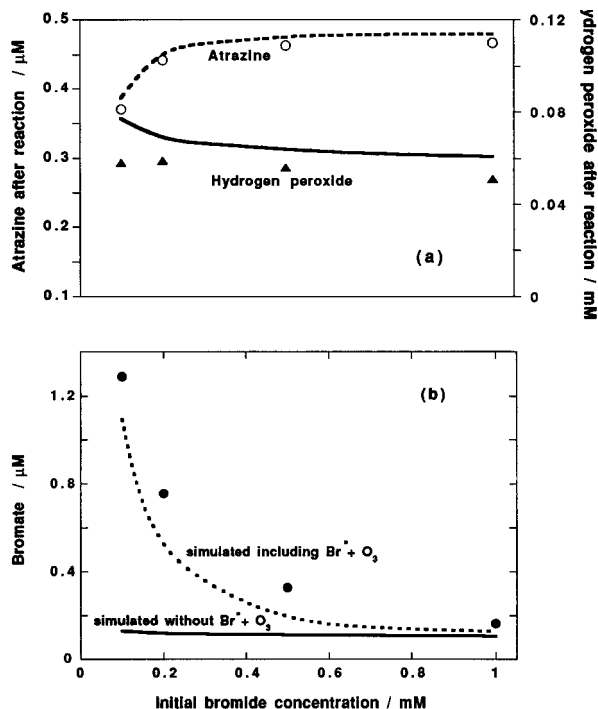 Atrazine after reaction / μM
0.5
0.4
0.3
0.2
0.1
Atrazine
Hydrogen peroxide
(a)
0.12
0.08
0.04
0
ydrogen peroxide after reaction / mM
Bromate / μM
1.2
0.8
0.4
0
(b)
simulated including Br• + O3
simulated without Br• + O3
0
0.2
0.4
0.6
0.8
1
Initial bromide concentration / mM